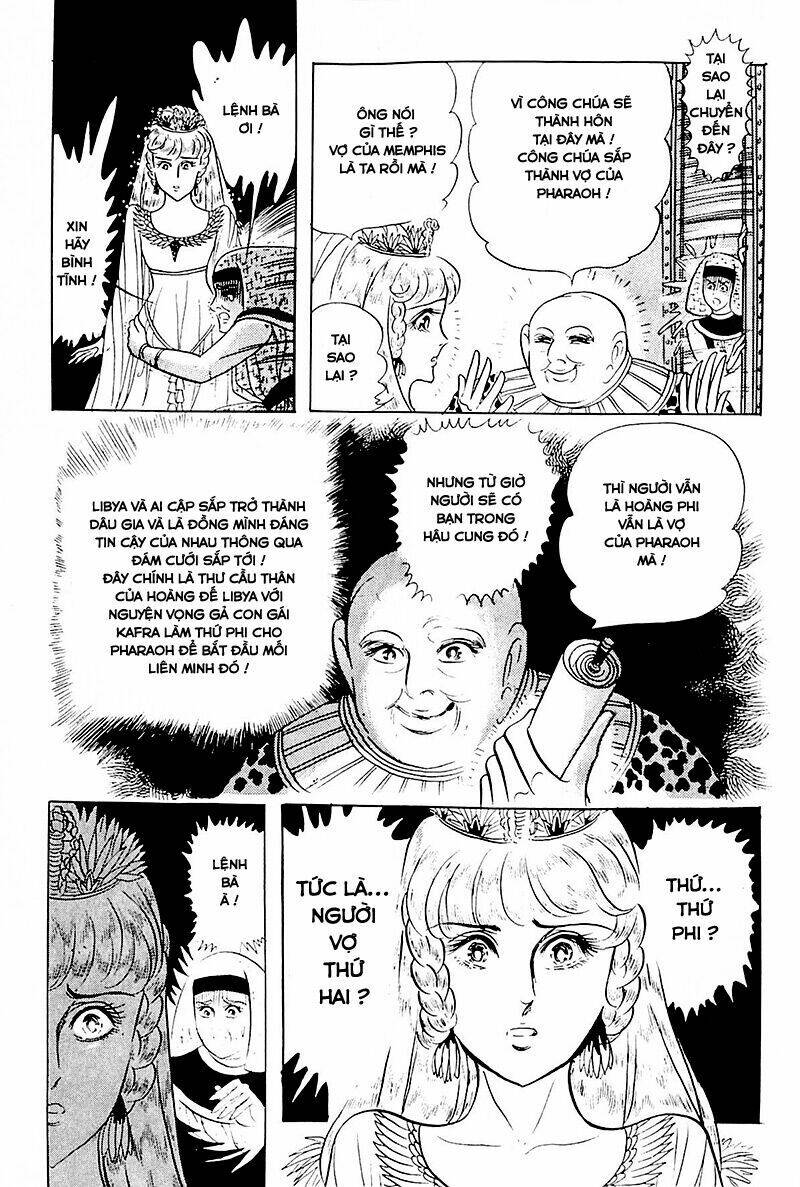 TẠI
SAO
LẠI
CHUYỂN
ĐẾN
ĐÂY ?
VÌ CÔNG CHÚA SẼ
THÀNH HÔN
TẠI ĐÂY MÀ !
CÔNG CHÚA SẮP
THÀNH VỢ CỦA
PHARAOH !
ÔNG NÓI
GÌ THẾ ?
VỢ CỦA MEMPHIS
LÀ TA RỒI MÀ !
TẠI
SAO
LẠI ?
LỆNH BÀ
ƠI !
XIN
HÃY
BÌNH
TĨNH !
THÌ NGƯỜI VẪN
LÀ HOÀNG PHI
VẪN LÀ VỢ
CỦA PHARAOH
MÀ !
NHƯNG TỪ GIỜ
NGƯỜI SẼ CÓ
BẠN TRONG
HẬU CUNG ĐÓ !
LIBYA VÀ AI CẬP SẮP TRỞ THÀNH
DÂU GIA VÀ LÀ ĐỒNG MÌNH ĐÁNG
TIN CẬY CỦA NHAU THÔNG QUA
ĐÁM CƯỚI SẮP TỚI !
ĐÂY CHÍNH LÀ THƯ CẦU THÂN
CỦA HOÀNG ĐẾ LIBYA VỚI
NGUYỆN VỌNG GẢ CON GÁI
KAFRA LÀM THỨ PHI CHO
PHARAOH ĐỂ BẮT ĐẦU MỐI
LIÊN MINH ĐÓ !
THỨ...
THỨ
PHI ?
TỨC LÀ...
NGƯỜI
VỢ
THỨ
HAI ?
LỆNH
BÀ
À !